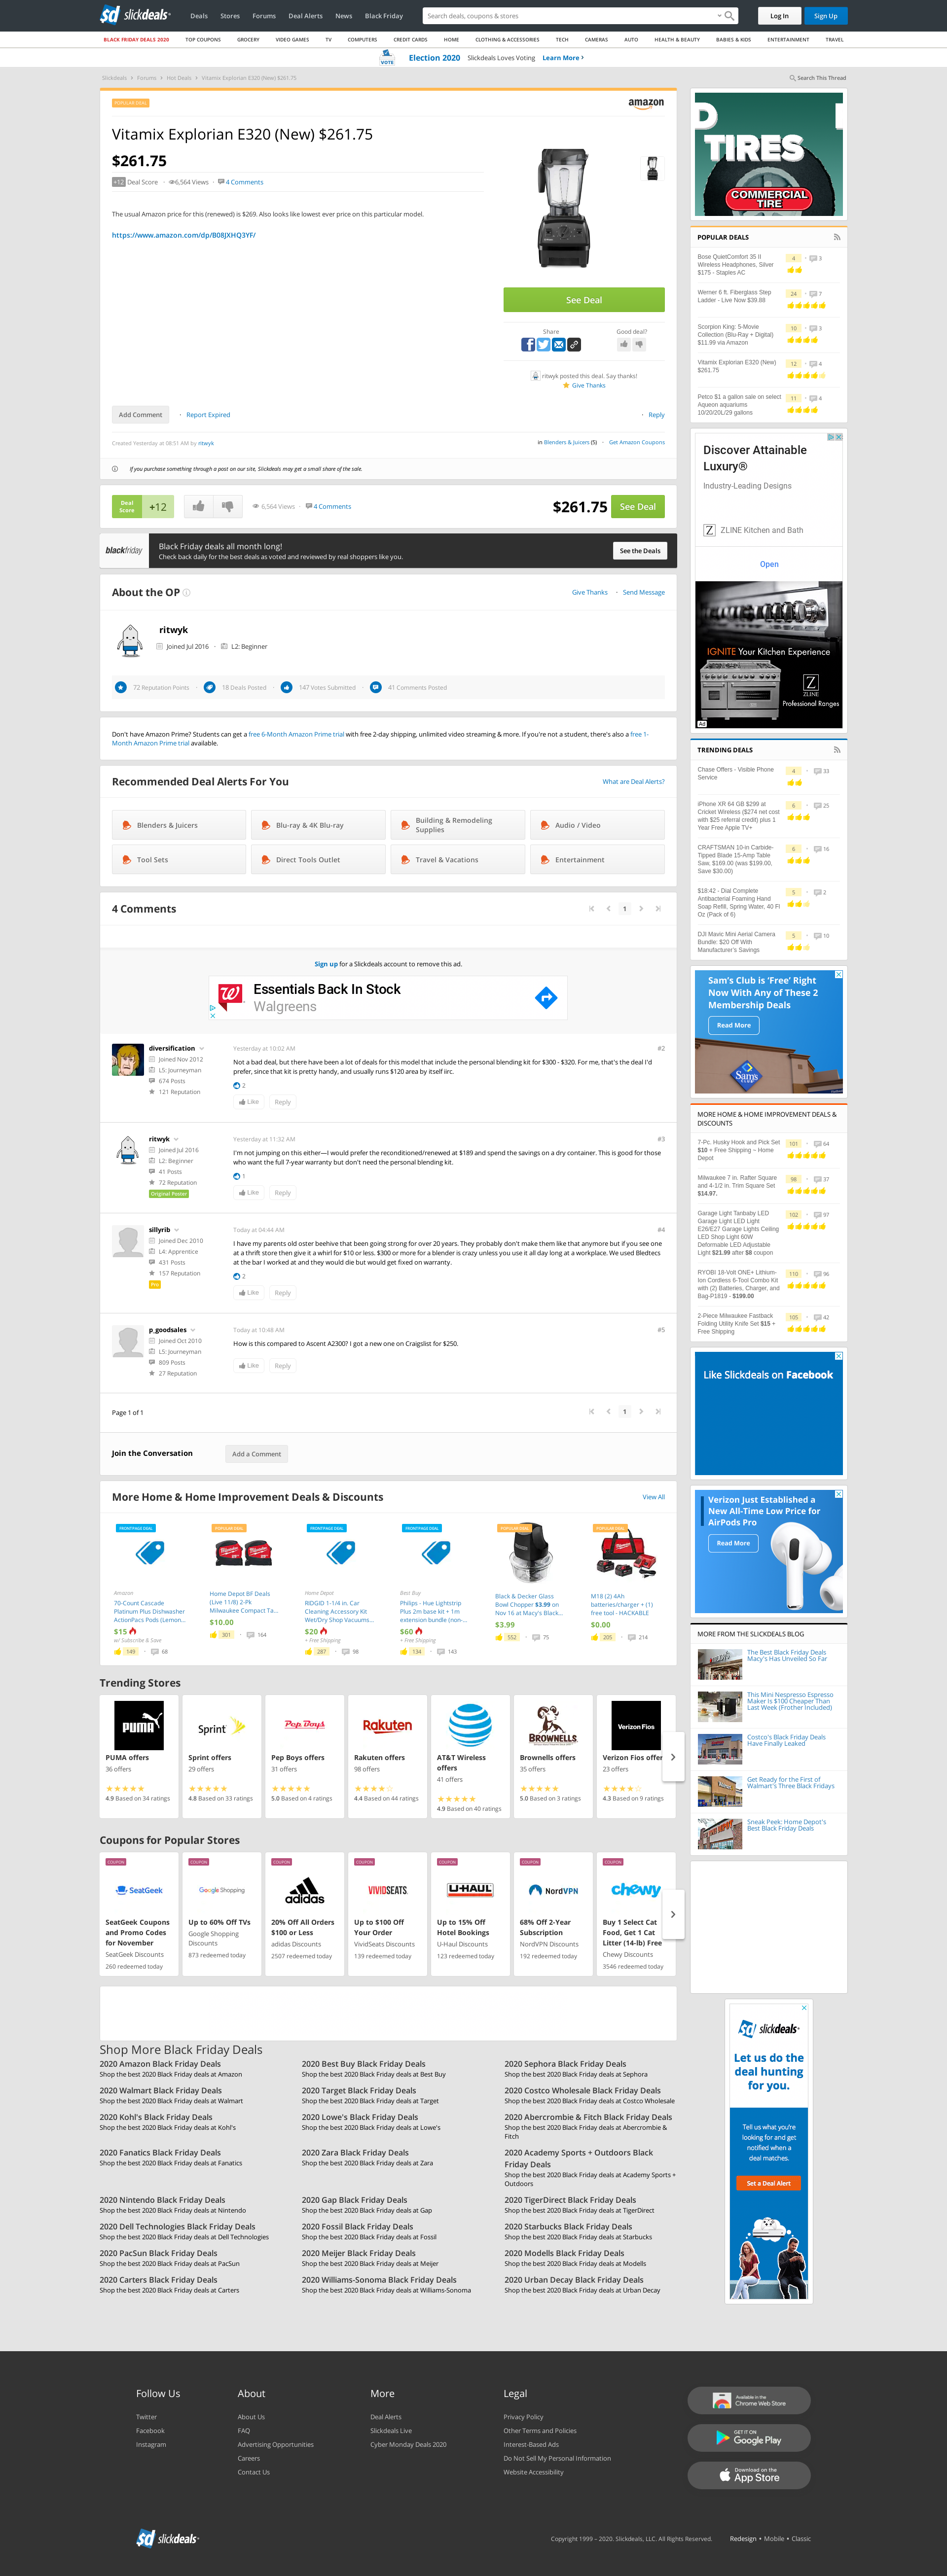 slickdeals
Deals Stores Forums Deal Alerts News Black Friday
Search deals, coupons & stores
Log In
Sign Up
BLACK FRIDAY DEALS 2020 TOP COUPONS GROCERY VIDEO GAMES TV COMPUTERS CREDIT CARDS HOME CLOTHING & ACCESSORIES TECH CAMERAS AUTO HEALTH & BEAUTY BABIES & KIDS ENTERTAINMENT TRAVEL
VOTE Election 2020 Slickdeals Loves Voting Learn More
Slickdeals Forums Hot Deals Vitamix Explorian E320 (New) $261.75
Search This Thread
POPULAR DEAL
amazon
Vitamix Explorian E320 (New) $261.75
$261.75
+12 Deal Score 6,564 Views 4 Comments
The usual Amazon price for this (renewed) is $269. Also looks like lowest ever price on this particular model.
https://www.amazon.com/dp/B08JXHQ3YF/
See Deal
Share
Good deal?
ritwyk posted this deal. Say thanks!
Give Thanks
Add Comment Report Expired
Reply
Created Yesterday at 08:51 AM by ritwyk
in Blenders & Juicers (5) Get Amazon Coupons
If you purchase something through a post on our site, Slickdeals may get a small share of the sale.
Deal Score +12
6,564 Views 4 Comments
$261.75 See Deal
blackfriday
Black Friday deals all month long!
Check back daily for the best deals as voted and reviewed by real shoppers like you.
See the Deals
About the OP
Give Thanks Send Message
ritwyk
Joined Jul 2016 L2: Beginner
72 Reputation Points 18 Deals Posted 147 Votes Submitted 41 Comments Posted
Don't have Amazon Prime? Students can get a free 6-Month Amazon Prime trial with free 2-day shipping, unlimited video streaming & more. If you're not a student, there's also a free 1-
Month Amazon Prime trial available.
Recommended Deal Alerts For You
What are Deal Alerts?
Blenders & Juicers
Blu-ray & 4K Blu-ray
Building & Remodeling Supplies
Audio / Video
Tool Sets
Direct Tools Outlet
Travel & Vacations
Entertainment
4 Comments
1
Sign up for a Slickdeals account to remove this ad.
Essentials Back In Stock
Walgreens
diversification
Joined Nov 2012
L5: Journeyman
674 Posts
121 Reputation
Yesterday at 10:02 AM
#2
Not a bad deal, but there have been a lot of deals for this model that include the personal blending kit for $300 - $320. For me, that's the deal I'd
prefer, since that kit is pretty handy, and usually runs $120 area by itself iirc.
2
Like Reply
ritwyk
Joined Jul 2016
L2: Beginner
41 Posts
72 Reputation
Original Poster
Yesterday at 11:32 AM
#3
I'm not jumping on this either—I would prefer the reconditioned/renewed at $189 and spend the savings on a dry container. This is good for those
who want the full 7-year warranty but don't need the personal blending kit.
1
Like Reply
sillyrib
Joined Dec 2010
L4: Apprentice
431 Posts
157 Reputation
Pro
Today at 04:44 AM
#4
I have my parents old oster beehive that been going strong for over 20 years. They probably don't make them like that anymore but if you see one
at a thrift store then give it a whirl for $10 or less. $300 or more for a blender is crazy unless you use it all day long at a workplace. We used Bledtecs
at the bar I worked at and they would die but would get fixed on warranty.
2
Like Reply
p_goodsales
Joined Oct 2010
L5: Journeyman
809 Posts
27 Reputation
Today at 10:48 AM
#5
How is this compared to Ascent A2300? I got a new one on Craigslist for $250.
Like Reply
Page 1 of 1
1
Join the Conversation
Add a Comment
More Home & Home Improvement Deals & Discounts
View All
FRONTPAGE DEAL
Amazon
70-Count Cascade
Platinum Plus Dishwasher
ActionPacs Pods (Lemon...
$15
w/ Subscribe & Save
149 68
POPULAR DEAL
Home Depot BF Deals
(Live 11/8) 2-Pk
Milwaukee Compact Ta...
$10.00
301 164
FRONTPAGE DEAL
Home Depot
RIDGID 1-1/4 in. Car
Cleaning Accessory Kit
Wet/Dry Shop Vacuums...
$20
+ Free Shipping
287 98
FRONTPAGE DEAL
Best Buy
Philips - Hue Lightstrip
Plus 2m base kit + 1m
extension bundle (non-...
$60
+ Free Shipping
134 143
POPULAR DEAL
Black & Decker Glass
Bowl Chopper $3.99 on
Nov 16 at Macy's Black...
$3.99
552 75
POPULAR DEAL
M18 (2) 4Ah
batteries/charger + (1)
free tool - HACKABLE
$0.00
205 214
Trending Stores
PUMA
PUMA offers
36 offers
4.9 Based on 34 ratings
Sprint
Sprint offers
29 offers
4.8 Based on 33 ratings
Pep Boys
Pep Boys offers
31 offers
5.0 Based on 4 ratings
Rakuten
Rakuten offers
98 offers
4.4 Based on 44 ratings
AT&T Wireless
offers
41 offers
4.9 Based on 40 ratings
BROWNELLS
Brownells offers
35 offers
5.0 Based on 3 ratings
Verizon Fios
Verizon Fios offers
23 offers
4.3 Based on 9 ratings
Coupons for Popular Stores
COUPON
SeatGeek
SeatGeek Coupons
and Promo Codes
for November
SeatGeek Discounts
260 redeemed today
COUPON
Google Shopping
Up to 60% Off TVs
Google Shopping
Discounts
873 redeemed today
COUPON
adidas
20% Off All Orders
$100 or Less
adidas Discounts
2507 redeemed today
COUPON
VIVIDSEATS
Up to $100 Off
Your Order
VividSeats Discounts
139 redeemed today
COUPON
U-HAUL
Up to 15% Off
Hotel Bookings
U-Haul Discounts
123 redeemed today
COUPON
NordVPN
68% Off 2-Year
Subscription
NordVPN Discounts
192 redeemed today
COUPON
chewy
Buy 1 Select Cat
Food, Get 1 Cat
Litter (14-lb) Free
Chewy Discounts
3546 redeemed today
Shop More Black Friday Deals
2020 Amazon Black Friday Deals
Shop the best 2020 Black Friday deals at Amazon
2020 Best Buy Black Friday Deals
Shop the best 2020 Black Friday deals at Best Buy
2020 Sephora Black Friday Deals
Shop the best 2020 Black Friday deals at Sephora
2020 Walmart Black Friday Deals
Shop the best 2020 Black Friday deals at Walmart
2020 Target Black Friday Deals
Shop the best 2020 Black Friday deals at Target
2020 Costco Wholesale Black Friday Deals
Shop the best 2020 Black Friday deals at Costco Wholesale
2020 Kohl's Black Friday Deals
Shop the best 2020 Black Friday deals at Kohl's
2020 Lowe's Black Friday Deals
Shop the best 2020 Black Friday deals at Lowe's
2020 Abercrombie & Fitch Black Friday Deals
Shop the best 2020 Black Friday deals at Abercrombie &
Fitch
2020 Fanatics Black Friday Deals
Shop the best 2020 Black Friday deals at Fanatics
2020 Zara Black Friday Deals
Shop the best 2020 Black Friday deals at Zara
2020 Academy Sports + Outdoors Black
Friday Deals
Shop the best 2020 Black Friday deals at Academy Sports +
Outdoors
2020 Nintendo Black Friday Deals
Shop the best 2020 Black Friday deals at Nintendo
2020 Gap Black Friday Deals
Shop the best 2020 Black Friday deals at Gap
2020 TigerDirect Black Friday Deals
Shop the best 2020 Black Friday deals at TigerDirect
2020 Dell Technologies Black Friday Deals
Shop the best 2020 Black Friday deals at Dell Technologies
2020 Fossil Black Friday Deals
Shop the best 2020 Black Friday deals at Fossil
2020 Starbucks Black Friday Deals
Shop the best 2020 Black Friday deals at Starbucks
2020 PacSun Black Friday Deals
Shop the best 2020 Black Friday deals at PacSun
2020 Meijer Black Friday Deals
Shop the best 2020 Black Friday deals at Meijer
2020 Modells Black Friday Deals
Shop the best 2020 Black Friday deals at Modells
2020 Carters Black Friday Deals
Shop the best 2020 Black Friday deals at Carters
2020 Williams-Sonoma Black Friday Deals
Shop the best 2020 Black Friday deals at Williams-Sonoma
2020 Urban Decay Black Friday Deals
Shop the best 2020 Black Friday deals at Urban Decay
TIRES
COMMERCIAL TIRE
POPULAR DEALS
Bose QuietComfort 35 II
Wireless Headphones, Silver
$175 - Staples AC
4 3
Werner 6 ft. Fiberglass Step
Ladder - Live Now $39.88
24 7
Scorpion King: 5-Movie
Collection (Blu-Ray + Digital)
$11.99 via Amazon
10 3
Vitamix Explorian E320 (New)
$261.75
12 4
Petco $1 a gallon sale on select
Aqueon aquariums
10/20/20L/29 gallons
11 4
Discover Attainable
Luxury®
Industry-Leading Designs
ZLINE Kitchen and Bath
Open
IGNITE Your Kitchen Experience
ZLINE
Professional Ranges
Ad
TRENDING DEALS
Chase Offers - Visible Phone
Service
4 33
iPhone XR 64 GB $299 at
Cricket Wireless ($274 net cost
with $25 referral credit) plus 1
Year Free Apple TV+
6 25
CRAFTSMAN 10-in Carbide-
Tipped Blade 15-Amp Table
Saw, $169.00 (was $199.00,
Save $30.00)
6 16
$18.42 - Dial Complete
Antibacterial Foaming Hand
Soap Refill, Spring Water, 40 Fl
Oz (Pack of 6)
5 2
DJI Mavic Mini Aerial Camera
Bundle: $20 Off With
Manufacturer's Savings
5 10
Sam's Club is 'Free' Right
Now With Any of These 2
Membership Deals
Read More
Sam's
MORE HOME & HOME IMPROVEMENT DEALS &
DISCOUNTS
7-Pc. Husky Hook and Pick Set
$10 + Free Shipping ~ Home
Depot
101 64
Milwaukee 7 in. Rafter Square
and 4-1/2 in. Trim Square Set
$14.97.
98 37
Garage Light Tanbaby LED
Garage Light LED Light
E26/E27 Garage Lights Ceiling
LED Shop Light 60W
Deformable LED Adjustable
Light $21.99 after $8 coupon
102 97
RYOBI 18-Volt ONE+ Lithium-
Ion Cordless 6-Tool Combo Kit
with (2) Batteries, Charger, and
Bag-P1819 - $199.00
110 96
2-Piece Milwaukee Fastback
Folding Utility Knife Set $15 +
Free Shipping
105 42
Like Slickdeals on Facebook
Verizon Just Established a
New All-Time Low Price for
AirPods Pro
Read More
MORE FROM THE SLICKDEALS BLOG
The Best Black Friday Deals
Macy's Has Unveiled So Far
This Mini Nespresso Espresso
Maker Is $100 Cheaper Than
Last Week (Frother Included)
Costco's Black Friday Deals
Have Finally Leaked
Get Ready for the First of
Walmart's Three Black Fridays
Sneak Peek: Home Depot's
Best Black Friday Deals
slickdeals
Let us do the
deal hunting
for you.
Tell us what you're
looking for and get
notified when a
deal matches.
Set a Deal Alert
Follow Us
Twitter
Facebook
Instagram
About
About Us
FAQ
Advertising Opportunities
Careers
Contact Us
More
Deal Alerts
Slickdeals Live
Cyber Monday Deals 2020
Legal
Privacy Policy
Other Terms and Policies
Interest-Based Ads
Do Not Sell My Personal Information
Website Accessibility
Available in the
Chrome Web Store
GET IT ON
Google Play
Download on the
App Store
slickdeals
Copyright 1999 – 2020. Slickdeals, LLC. All Rights Reserved.
Redesign • Mobile • Classic